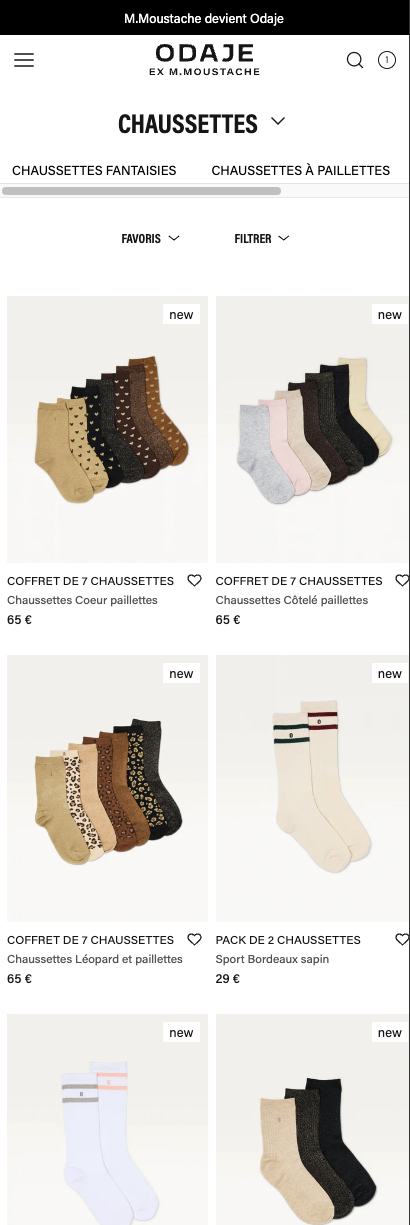 M.Moustache devient Odaje
ODAJE
EX M.MOUSTACHE
1
CHAUSSETTES
CHAUSSETTES FANTAISIES
CHAUSSETTES À PAILLETTES
FAVORIS
FILTRER
new
new
COFFRET DE 7 CHAUSSETTES
Chaussettes Coeur paillettes
65 €
COFFRET DE 7 CHAUSSETTES
Chaussettes Côtelé paillettes
65 €
new
new
COFFRET DE 7 CHAUSSETTES
Chaussettes Léopard et paillettes
65 €
PACK DE 2 CHAUSSETTES
Sport Bordeaux sapin
29 €
new
new